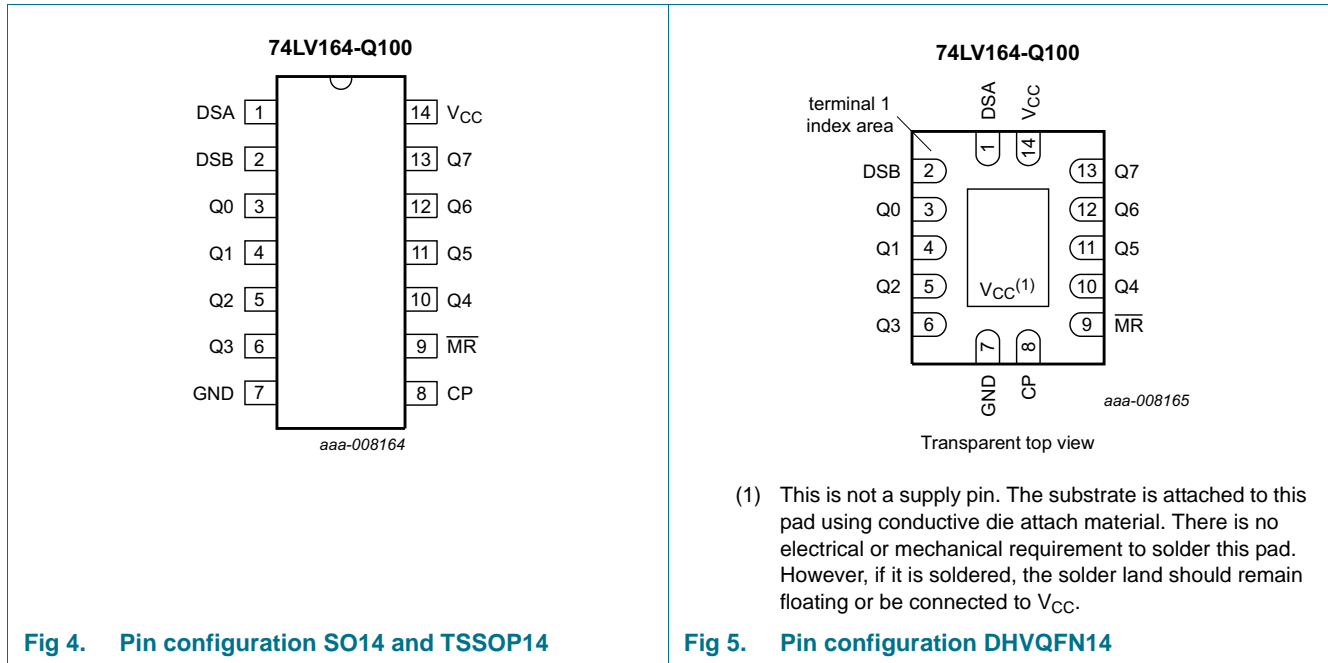 74LV164-Q100
DSA 1
14 VCC
DSB 2
13 Q7
Q0 3
12 Q6
Q1 4
11 Q5
Q2 5
10 Q4
Q3 6
9 MR
GND 7
8 CP
aaa-008164
Fig 4. Pin configuration SO14 and TSSOP14
74LV164-Q100
terminal 1
index area
DSA
VCC
1
14
DSB 2
13 Q7
Q0 3
12 Q6
Q1 4
11 Q5
Q2 5
VCC(1)
10 Q4
Q3 6
9 MR
7
8
GND
CP
aaa-008165
Transparent top view
(1) This is not a supply pin. The substrate is attached to this
pad using conductive die attach material. There is no
electrical or mechanical requirement to solder this pad.
However, if it is soldered, the solder land should remain
floating or be connected to VCC.
Fig 5. Pin configuration DHVQFN14